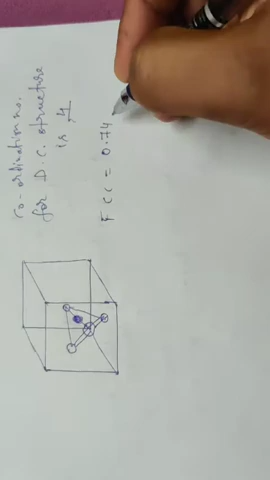 Co-ordination no.
for D.C. structure
is 4
FCC = 0.74